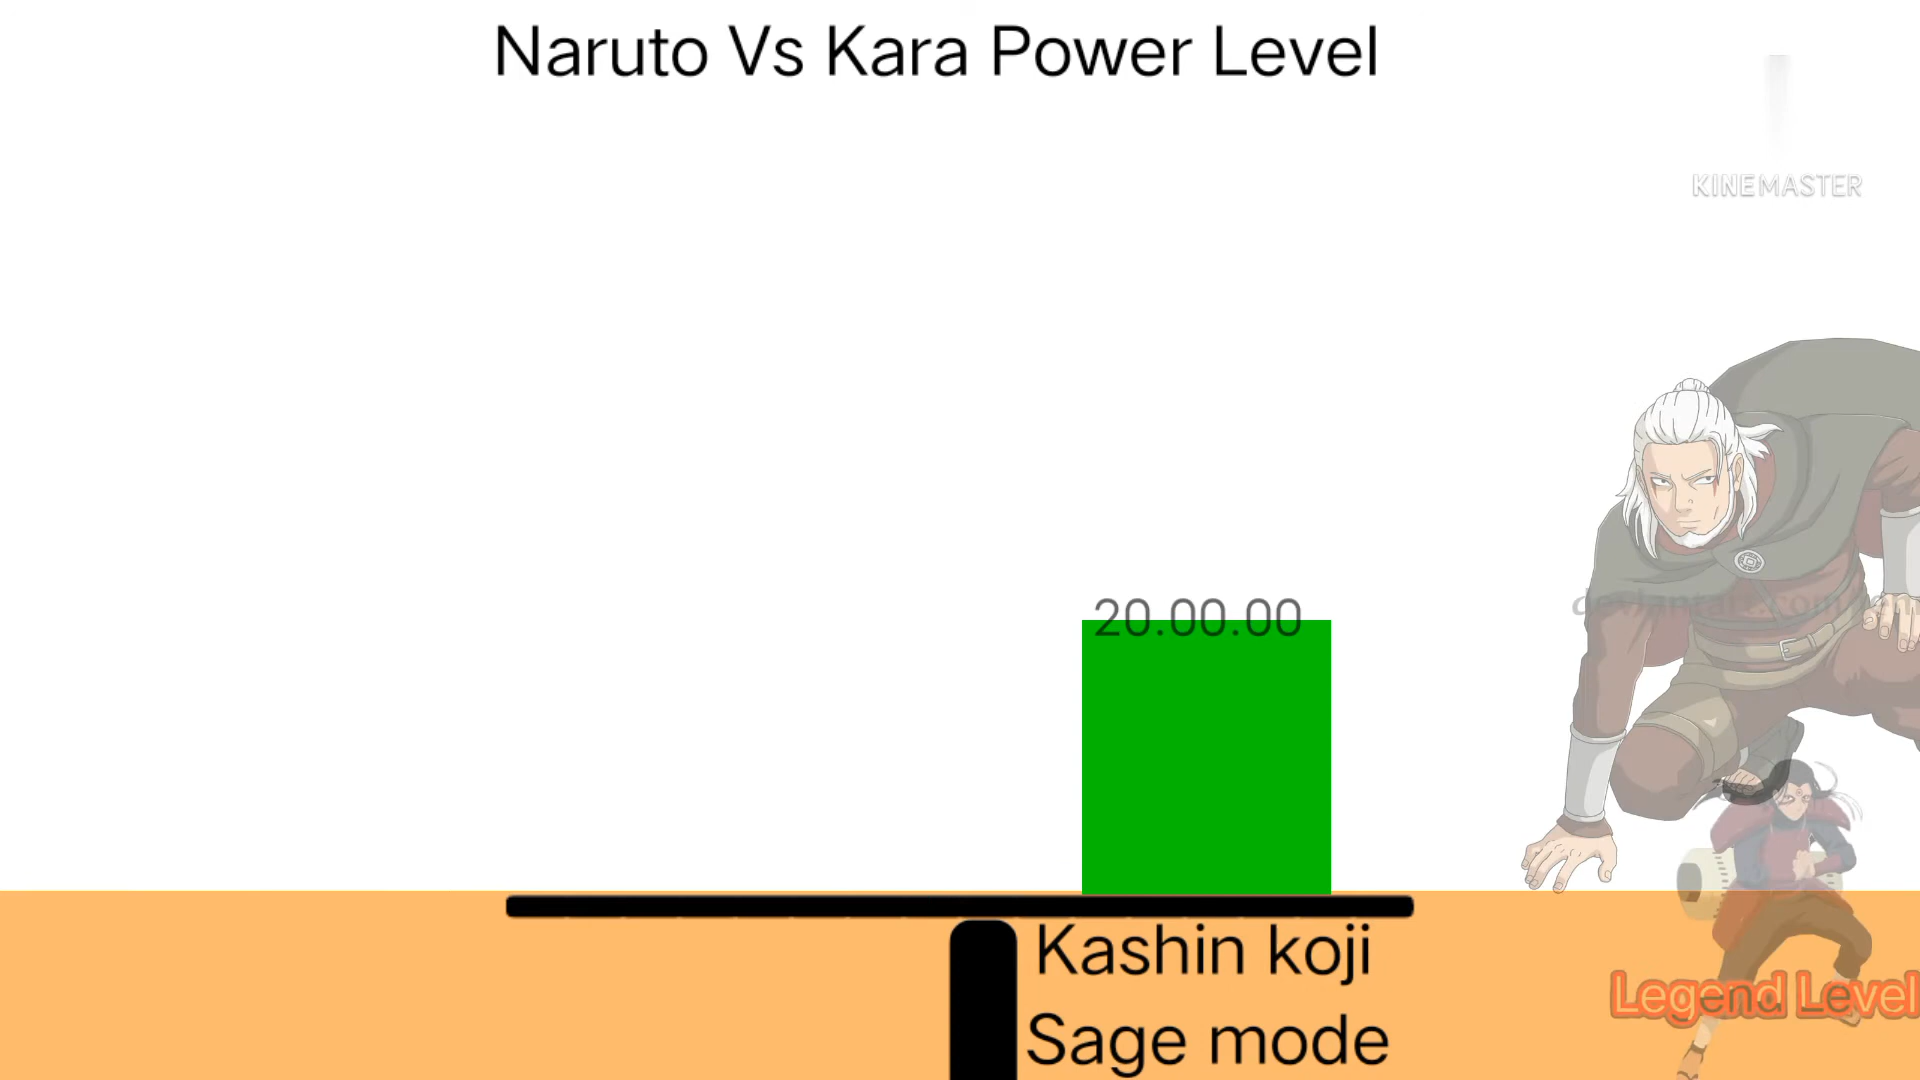 Naruto Vs Kara Power Level
KINEMASTER
20.00.00
Kashin koji
Sage mode
Legend Level